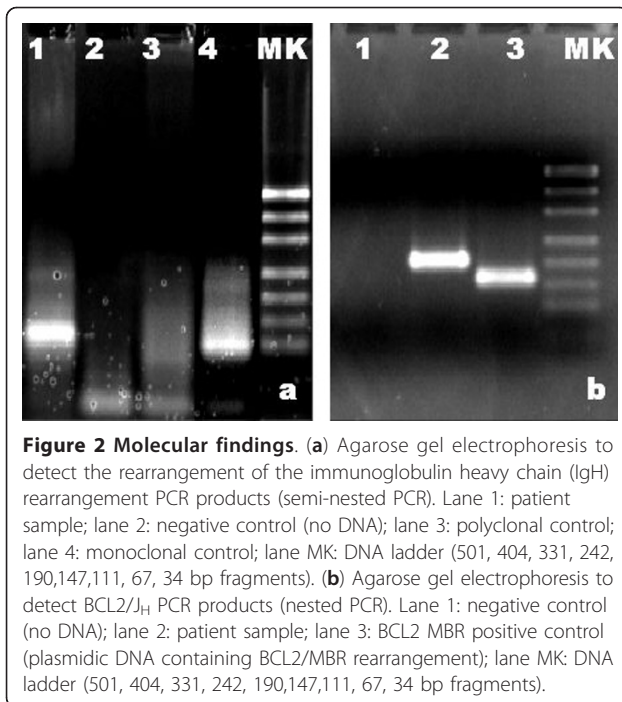 1 2 3 4 MK
a
1 2 3 MK
b
Figure 2 Molecular findings. (a) Agarose gel electrophoresis to
detect the rearrangement of the immunoglobulin heavy chain (IgH)
rearrangement PCR products (semi-nested PCR). Lane 1: patient
sample; lane 2: negative control (no DNA); lane 3: polyclonal control;
lane 4: monoclonal control; lane MK: DNA ladder (501, 404, 331, 242,
190,147,111, 67, 34 bp fragments). (b) Agarose gel electrophoresis to
detect BCL2/JH PCR products (nested PCR). Lane 1: negative control
(no DNA); lane 2: patient sample; lane 3: BCL2 MBR positive control
(plasmidic DNA containing BCL2/MBR rearrangement); lane MK: DNA
ladder (501, 404, 331, 242, 190,147,111, 67, 34 bp fragments).